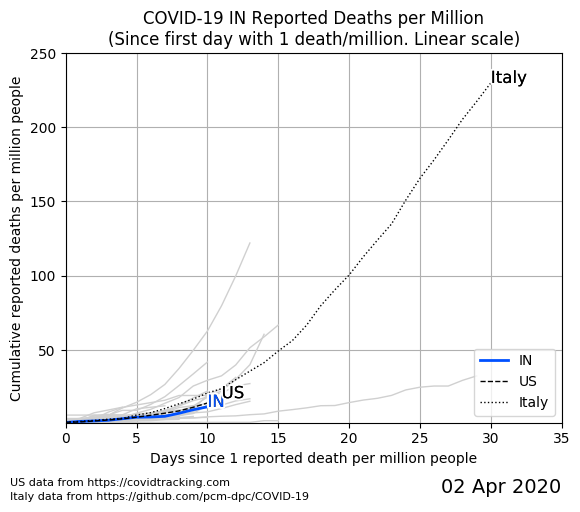 COVID-19 IN Reported Deaths per Million
(Since first day with 1 death/million. Linear scale)
Cumulative reported deaths per million people
250
200
150
100
50
Italy
US
IN
IN
US
Italy
0
5
10
15
20
25
30
35
Days since 1 reported death per million people
US data from https://covidtracking.com
Italy data from https://github.com/pcm-dpc/COVID-19
02 Apr 2020